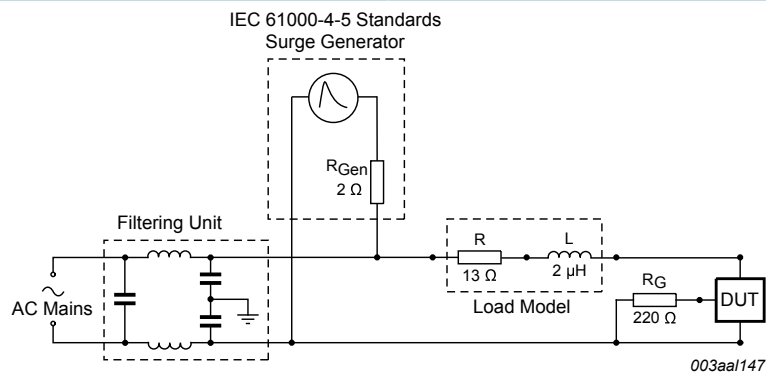 IEC 61000-4-5 Standards
Surge Generator
RGen
2 Ω
Filtering Unit
R
L
13 Ω
2 μH
RG
AC Mains
Load Model
220 Ω
DUT
003aal147